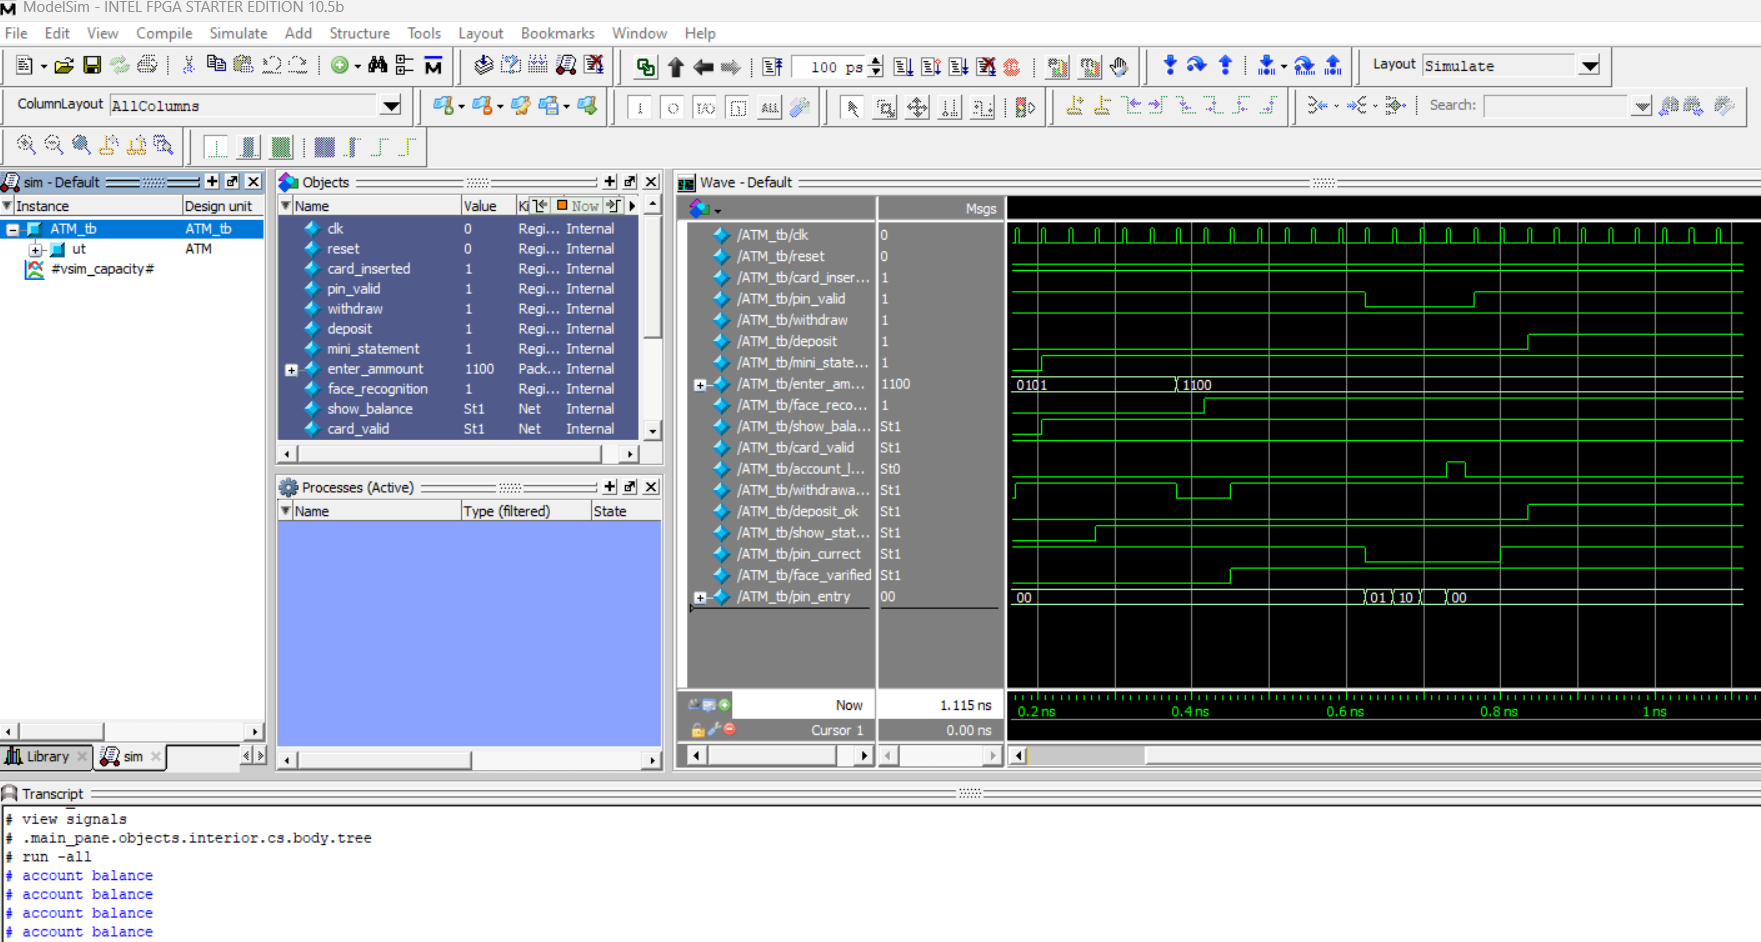 ModelSim - INTEL FPGA STARTER EDITION 10.5b
File Edit View Compile Simulate Add Structure Tools Layout Bookmarks Window Help
100 ps
Layout Simulate
ColumnLayout AllColumns
Search:
sim - Default
Instance Design unit
ATM_tb ATM_tb
ut ATM
#vsim_capacity#
Library sim
Objects
Name Value Ki Now
clk 0 Regi... Internal
reset 0 Regi... Internal
card_inserted 1 Regi... Internal
pin_valid 1 Regi... Internal
withdraw 1 Regi... Internal
deposit 1 Regi... Internal
mini_statement 1 Regi... Internal
enter_ammount 1100 Pack... Internal
face_recognition 1 Regi... Internal
show_balance St1 Net Internal
card_valid St1 Net Internal
Processes (Active)
Name Type (filtered) State
Wave - Default
Msgs
/ATM_tb/clk 0
/ATM_tb/reset 0
/ATM_tb/card_inser... 1
/ATM_tb/pin_valid 1
/ATM_tb/withdraw 1
/ATM_tb/deposit 1
/ATM_tb/mini_state... 1
/ATM_tb/enter_am... 1100 0101 1100
/ATM_tb/face_reco... 1
/ATM_tb/show_bala... St1
/ATM_tb/card_valid St1
/ATM_tb/account_l... St0
/ATM_tb/withdrawa... St1
/ATM_tb/deposit_ok St1
/ATM_tb/show_stat... St1
/ATM_tb/pin_currect St1
/ATM_tb/face_varified St1
/ATM_tb/pin_entry 00 00 01 10 00
Now 1.115 ns
0.2 ns 0.4 ns 0.6 ns 0.8 ns 1 ns
Cursor 1 0.00 ns
Transcript
# view signals
# .main_pane.objects.interior.cs.body.tree
# run -all
# account balance
# account balance
# account balance
# account balance